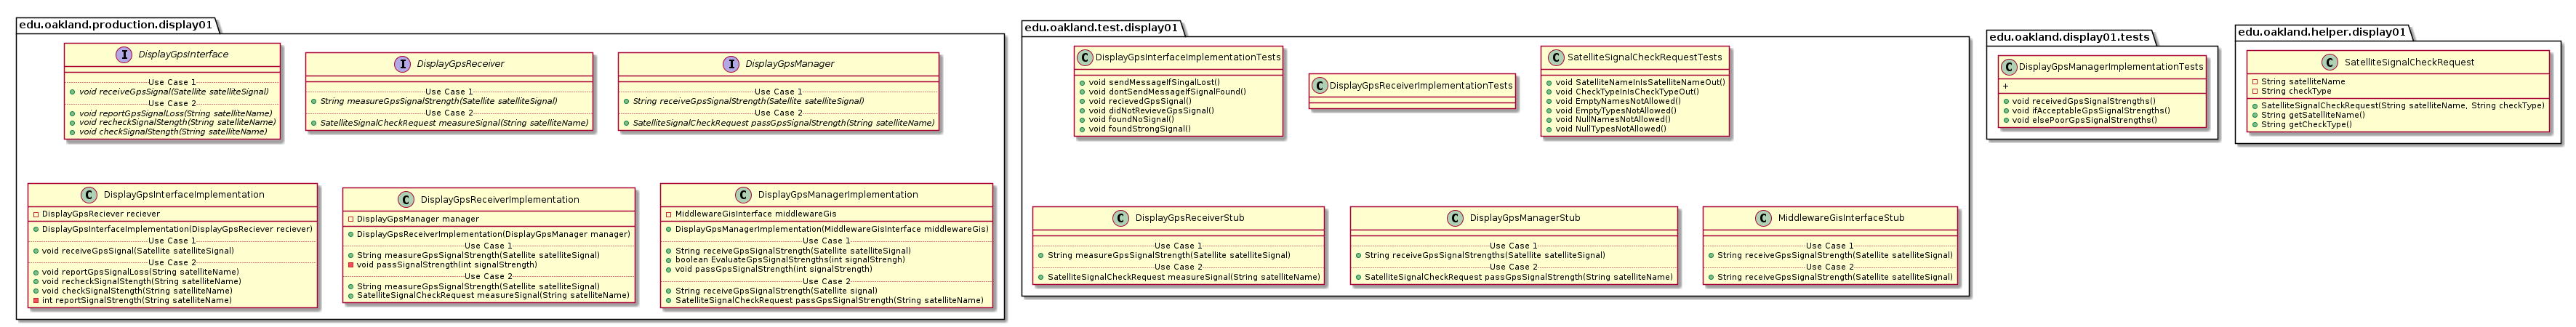 edu.oakland.production.display01
I DisplayGpsInterface
Use Case 1
void receiveGpsSignal(Satellite satelliteSignal)
Use Case 2
void reportGpsSignalLoss(String satelliteName)
void recheckSignalStength(String satelliteName)
void checkSignalStength(String satelliteName)
I DisplayGpsReceiver
Use Case 1
String measureGpsSignalStrength(Satellite satelliteSignal)
Use Case 2
SatelliteSignalCheckRequest measureSignal(String satelliteName)
I DisplayGpsManager
Use Case 1
String receiveGpsSignalStrength(Satellite satelliteSignal)
Use Case 2
SatelliteSignalCheckRequest passGpsSignalStrength(String satelliteName)
C DisplayGpsInterfaceImplementation
DisplayGpsReciever reciever
DisplayGpsInterfaceImplementation(DisplayGpsReciever reciever)
Use Case 1
void receiveGpsSignal(Satellite satelliteSignal)
Use Case 2
void reportGpsSignalLoss(String satelliteName)
void recheckSignalStength(String satelliteName)
void checkSignalStength(String satelliteName)
int reportSignalStrength(String satelliteName)
C DisplayGpsReceiverImplementation
DisplayGpsManager manager
DisplayGpsReceiverImplementation(DisplayGpsManager manager)
Use Case 1
String measureGpsSignalStrength(Satellite satelliteSignal)
void passSignalStrength(int signalStrength)
Use Case 2
String measureGpsSignalStrength(Satellite satelliteSignal)
SatelliteSignalCheckRequest measureSignal(String satelliteName)
C DisplayGpsManagerImplementation
MiddlewareGisInterface middlewareGis
DisplayGpsManagerImplementation(MiddlewareGisInterface middlewareGis)
Use Case 1
String receiveGpsSignalStrength(Satellite satelliteSignal)
boolean EvaluateGpsSignalStrengths(int signalStrengh)
void passGpsSignalStrength(int signalStrength)
Use Case 2
String receiveGpsSignalStrength(Satellite signal)
SatelliteSignalCheckRequest passGpsSignalStrength(String satelliteName)
edu.oakland.test.display01
C DisplayGpsInterfaceImplementationTests
void sendMessageIfSingalLost()
void dontSendMessageIfSignalFound()
void recievedGpsSignal()
void didNotRevieveGpsSignal()
void foundNoSignal()
void foundStrongSignal()
C DisplayGpsReceiverImplementationTests
C SatelliteSignalCheckRequestTests
void SatelliteNameInIsSatelliteNameOut()
void CheckTypeInIsCheckTypeOut()
void EmptyNamesNotAllowed()
void EmptyTypesNotAllowed()
void NullNamesNotAllowed()
void NullTypesNotAllowed()
C DisplayGpsReceiverStub
Use Case 1
String measureGpsSignalStrength(Satellite satelliteSignal)
Use Case 2
SatelliteSignalCheckRequest measureSignal(String satelliteName)
C DisplayGpsManagerStub
Use Case 1
String receiveGpsSignalStrengths(Satellite satelliteSignal)
Use Case 2
SatelliteSignalCheckRequest passGpsSignalStrength(String satelliteName)
C MiddlewareGisInterfaceStub
Use Case 1
String receiveGpsSignalStrength(Satellite satelliteSignal)
Use Case 2
String receiveGpsSignalStrength(Satellite satelliteSignal)
edu.oakland.display01.tests
C DisplayGpsManagerImplementationTests
+
void receivedGpsSignalStrengths()
void ifAcceptableGpsSignalStrengths()
void elsePoorGpsSignalStrengths()
edu.oakland.helper.display01
C SatelliteSignalCheckRequest
String satelliteName
String checkType
SatelliteSignalCheckRequest(String satelliteName, String checkType)
String getSatelliteName()
String getCheckType()